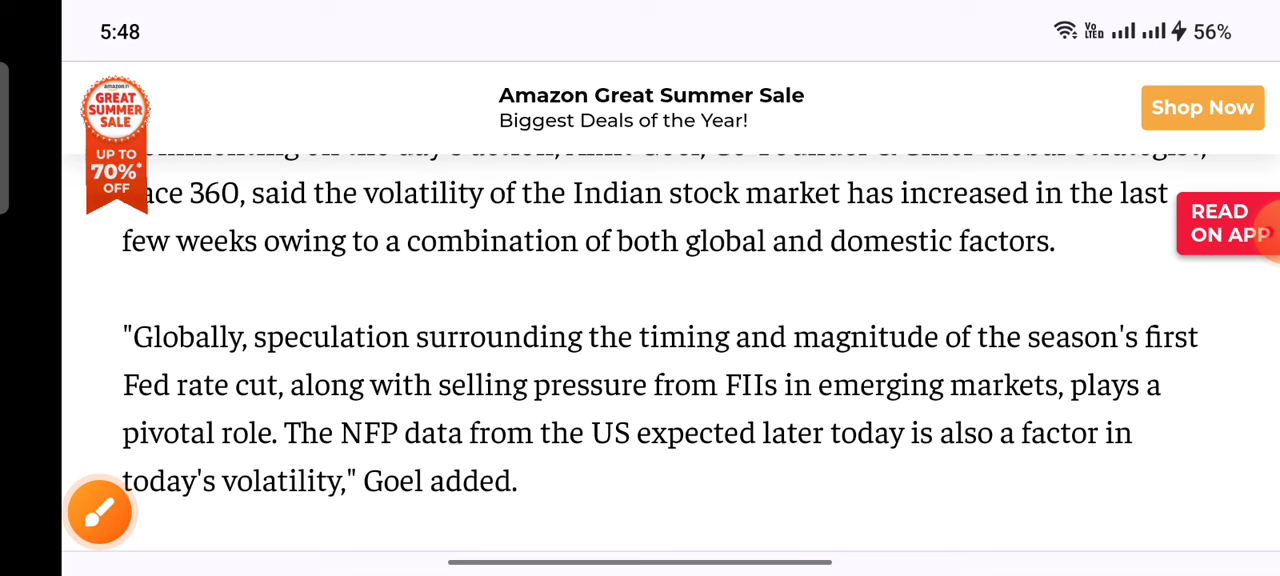 5:48
Vo
LTED
56%
amazon.in
GREAT
SUMMER
SALE
UP TO
70%*
OFF
Amazon Great Summer Sale
Biggest Deals of the Year!
Shop Now
ace 360, said the volatility of the Indian stock market has increased in the last
few weeks owing to a combination of both global and domestic factors.
READ
ON APP
"Globally, speculation surrounding the timing and magnitude of the season's first
Fed rate cut, along with selling pressure from FIIs in emerging markets, plays a
pivotal role. The NFP data from the US expected later today is also a factor in
today's volatility," Goel added.